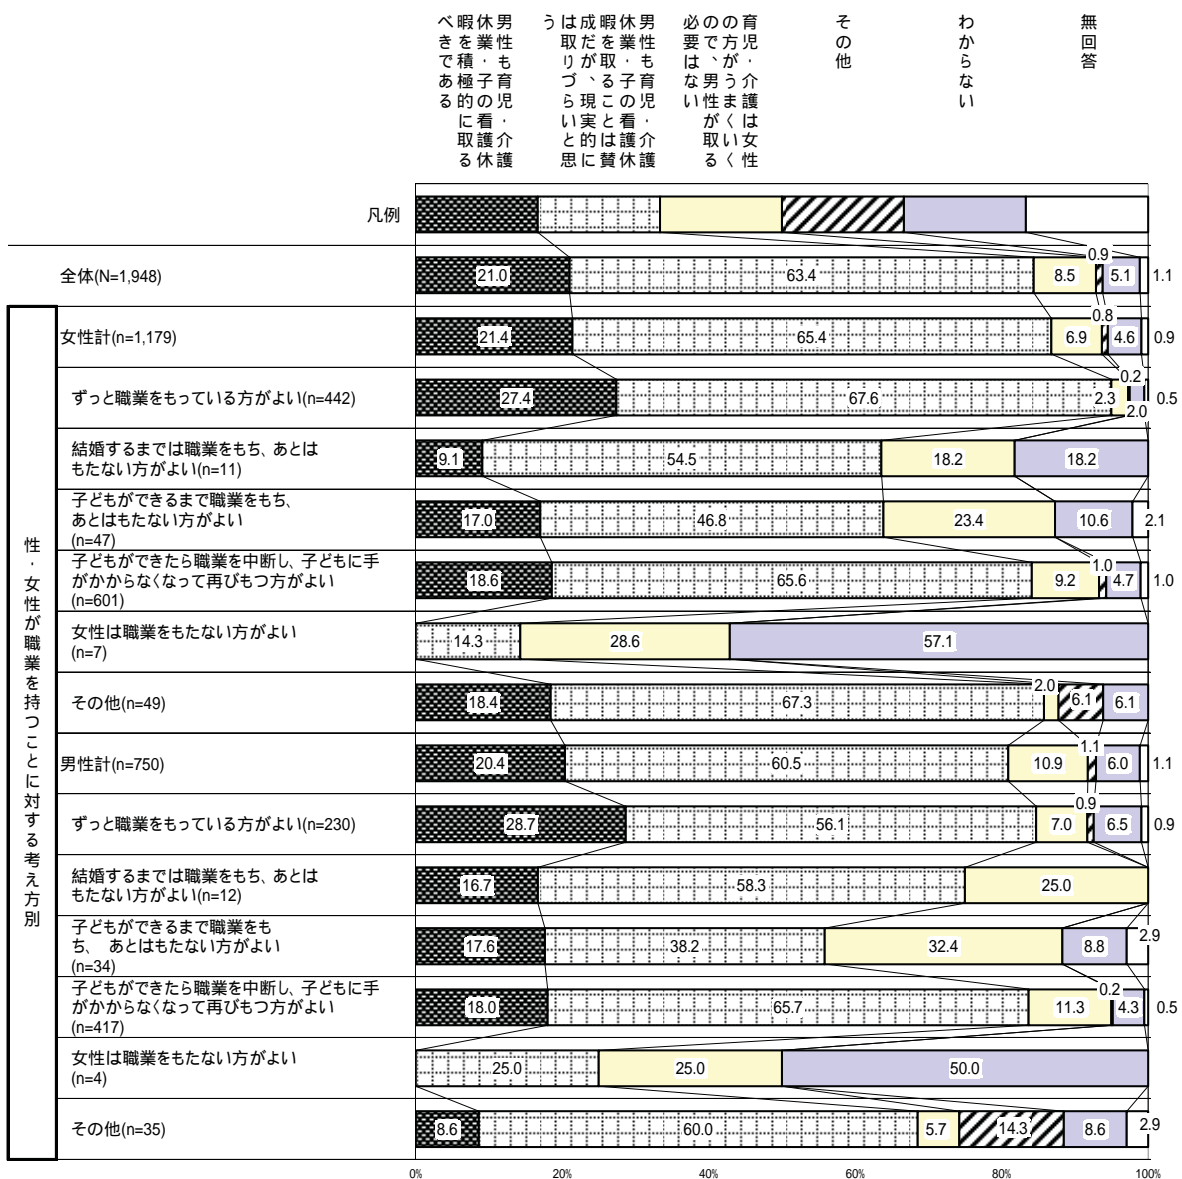 男性も育児・介護
休業・子の看護休
暇を積極的に取る
べきである
男性も育児・介護
休業・子の看護休
暇を取ることは賛
成だが、現実的に
は取りづらいと思
う
育児・介護は女性
の方がうまくいく
ので、男性が取る
必要はない
その他
わからない
無回答
凡例
全体(N=1,948)
21.0 63.4 8.5 0.9 5.1 1.1
性・女性が職業を持つことに対する考え方別
女性計(n=1,179)
21.4 65.4 6.9 0.8 4.6 0.9
ずっと職業をもっている方がよい(n=442)
27.4 67.6 2.3 0.2 2.0 0.5
結婚するまでは職業をもち、あとは
もたない方がよい(n=11)
9.1 54.5 18.2 18.2
子どもができるまで職業をもち、
あとはもたない方がよい
(n=47)
17.0 46.8 23.4 10.6 2.1
子どもができたら職業を中断し、子どもに手
がかからなくなって再びもつ方がよい
(n=601)
18.6 65.6 9.2 1.0 4.7 1.0
女性は職業をもたない方がよい
(n=7)
14.3 28.6 57.1
その他(n=49)
18.4 67.3 2.0 6.1 6.1
男性計(n=750)
20.4 60.5 10.9 1.1 6.0 1.1
ずっと職業をもっている方がよい(n=230)
28.7 56.1 7.0 0.9 6.5 0.9
結婚するまでは職業をもち、あとは
もたない方がよい(n=12)
16.7 58.3 25.0
子どもができるまで職業をも
ち、 あとはもたない方がよい
(n=34)
17.6 38.2 32.4 8.8 2.9
子どもができたら職業を中断し、子どもに手
がかからなくなって再びもつ方がよい
(n=417)
18.0 65.7 11.3 0.2 4.3 0.5
女性は職業をもたない方がよい
(n=4)
25.0 25.0 50.0
その他(n=35)
8.6 60.0 5.7 14.3 8.6 2.9
0% 20% 40% 60% 80% 100%